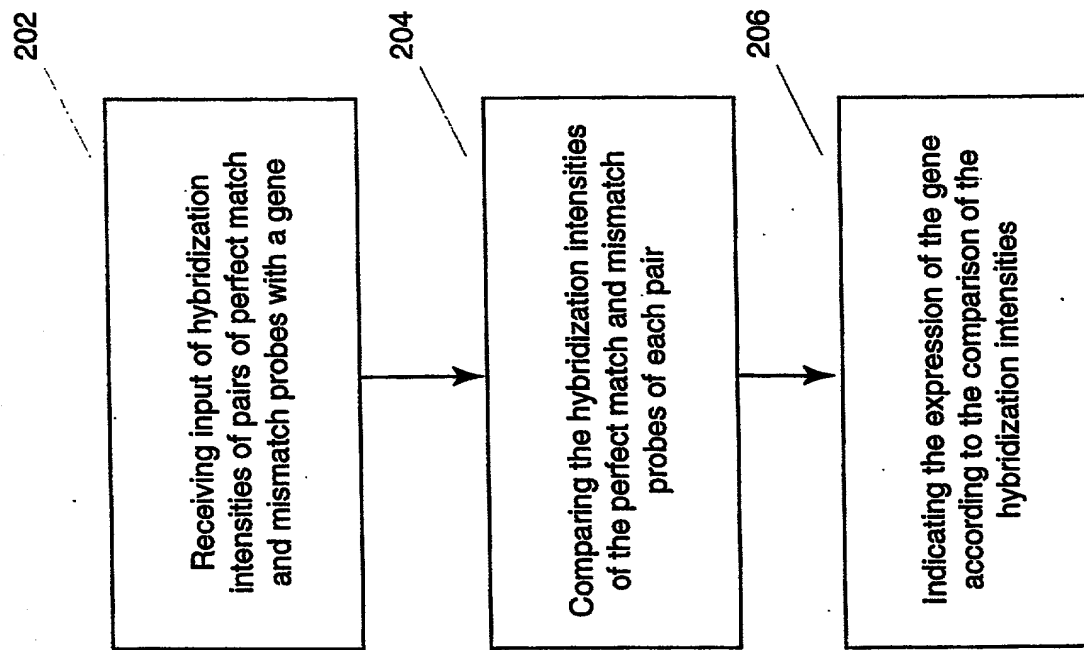 202
Receiving input of hybridization
intensities of pairs of perfect match
and mismatch probes with a gene
204
Comparing the hybridization intensities
of the perfect match and mismatch
probes of each pair
206
Indicating the expression of the gene
according to the comparison of the
hybridization intensities